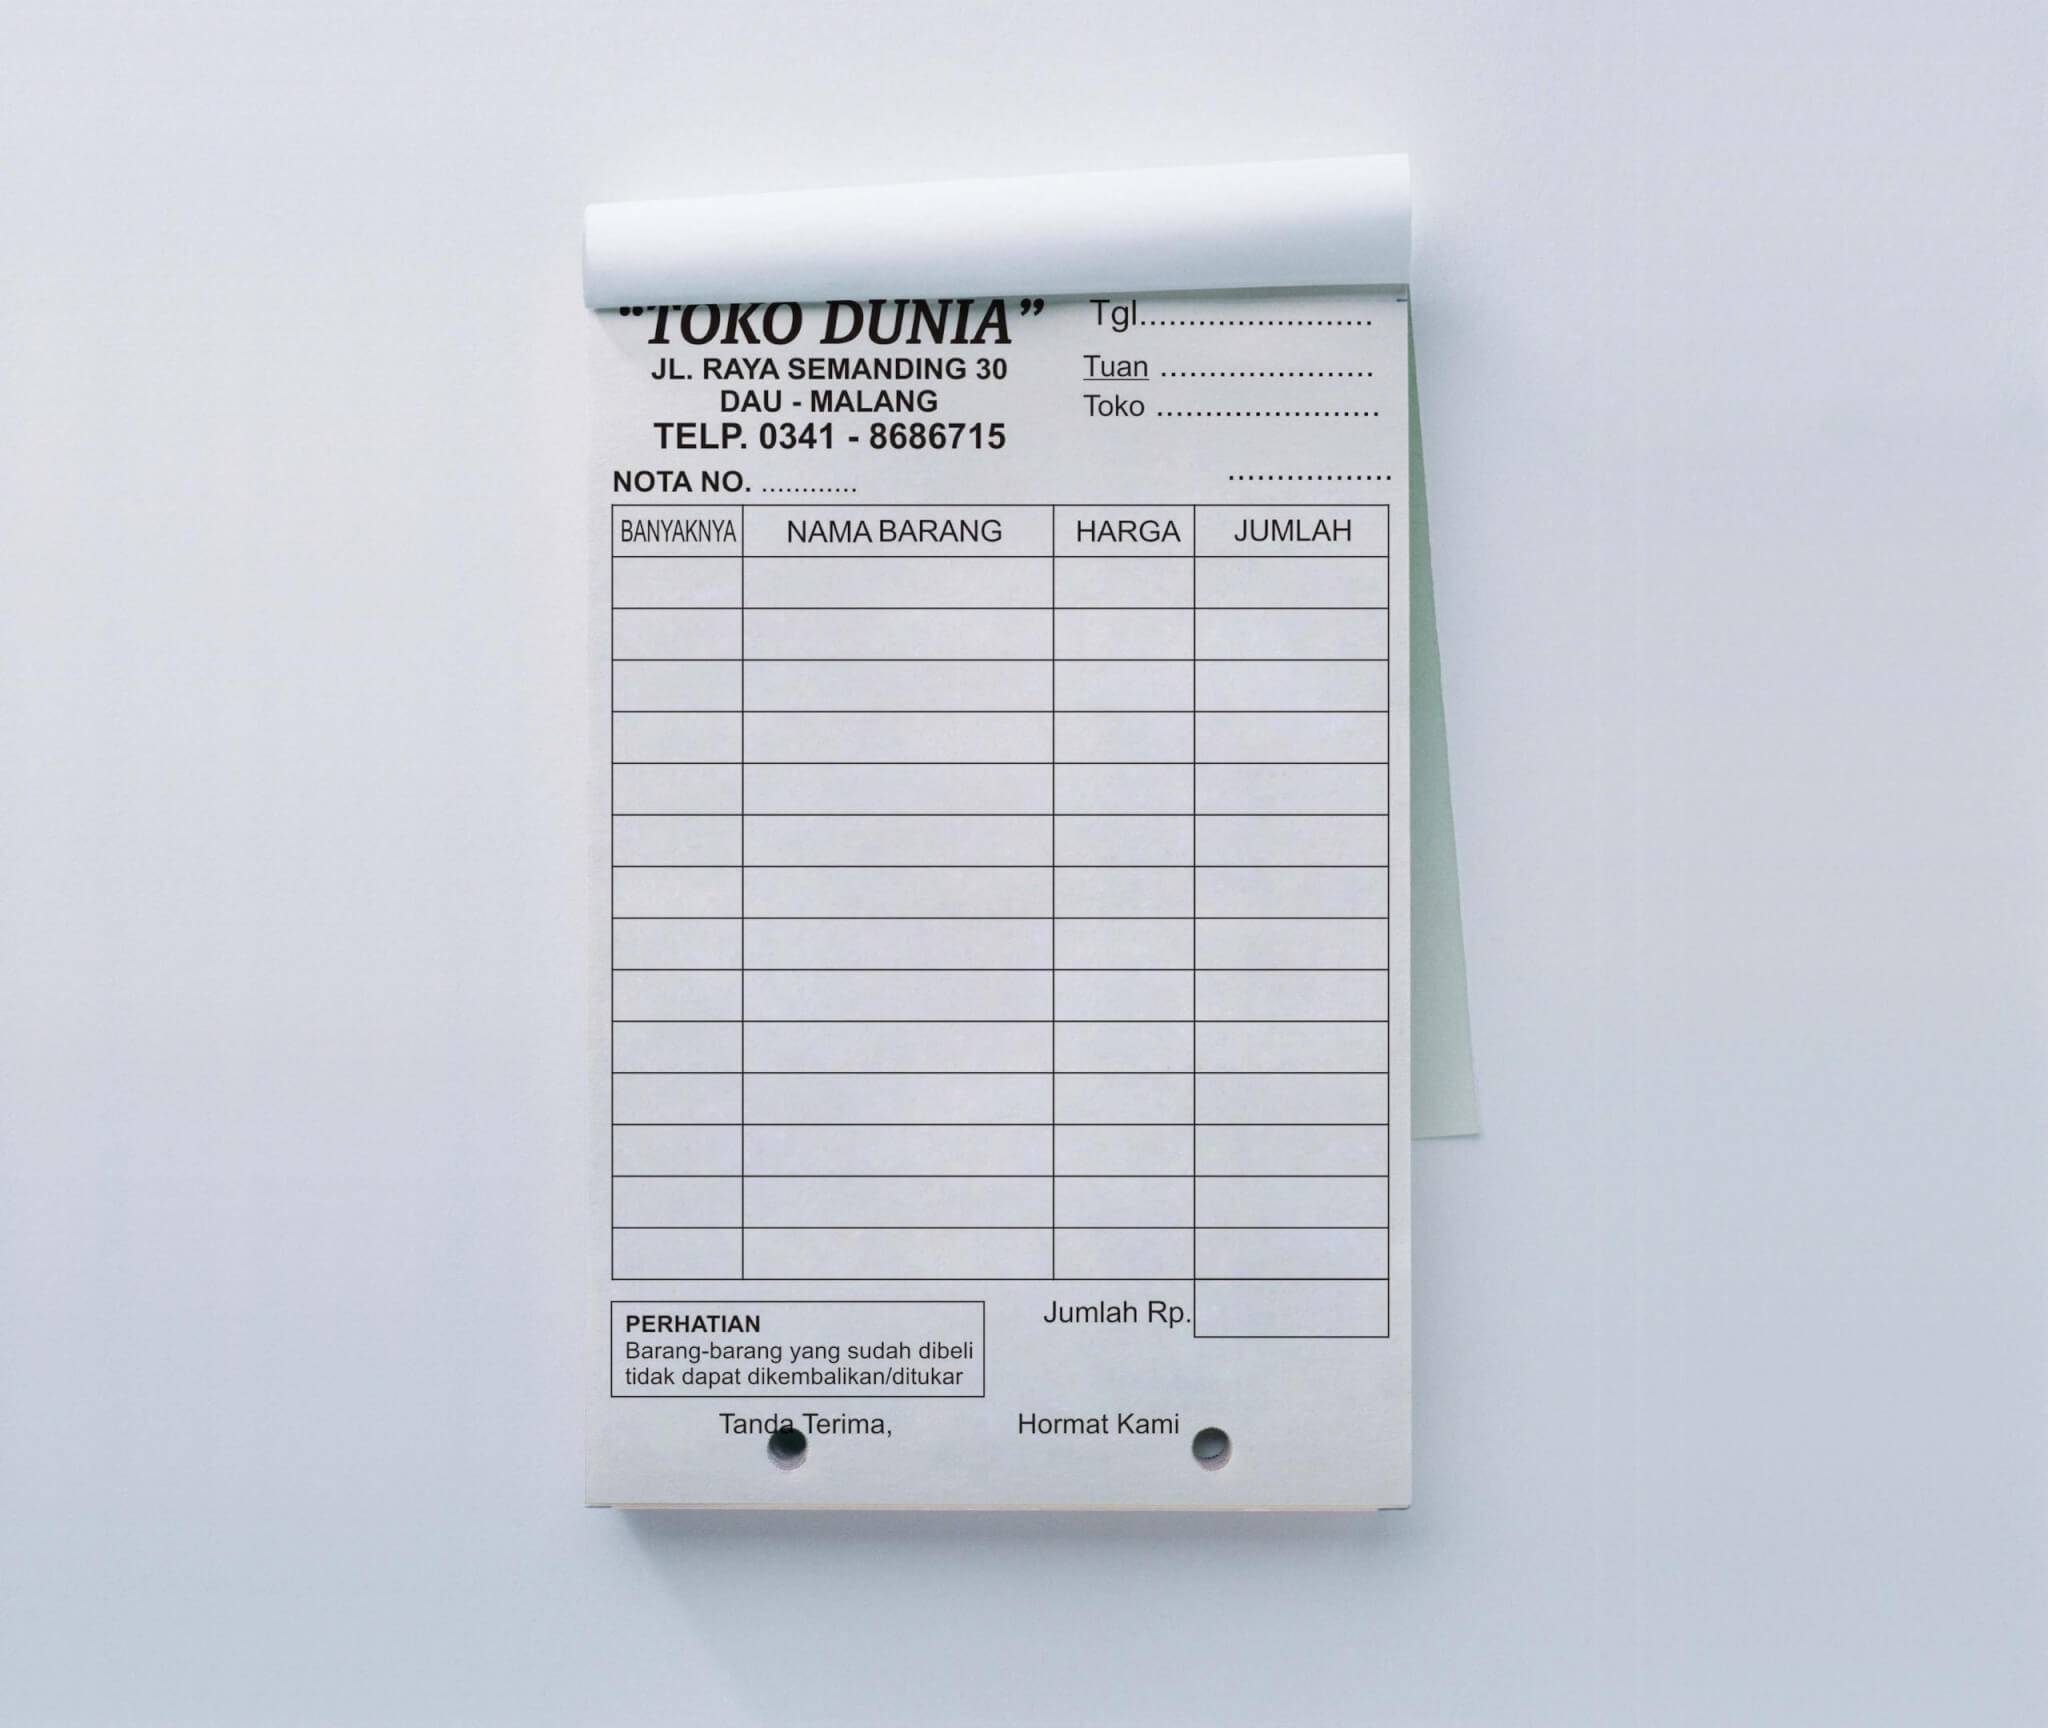 “TOKO DUNIA”
JL. RAYA SEMANDING 30
DAU - MALANG
TELP. 0341 - 8686715
NOTA NO. ............
Tgl........................
Tuan ......................
Toko .......................
.................
BANYAKNYA NAMA BARANG HARGA JUMLAH
Jumlah Rp.
PERHATIAN
Barang-barang yang sudah dibeli
tidak dapat dikembalikan/ditukar
Tanda Terima, Hormat Kami